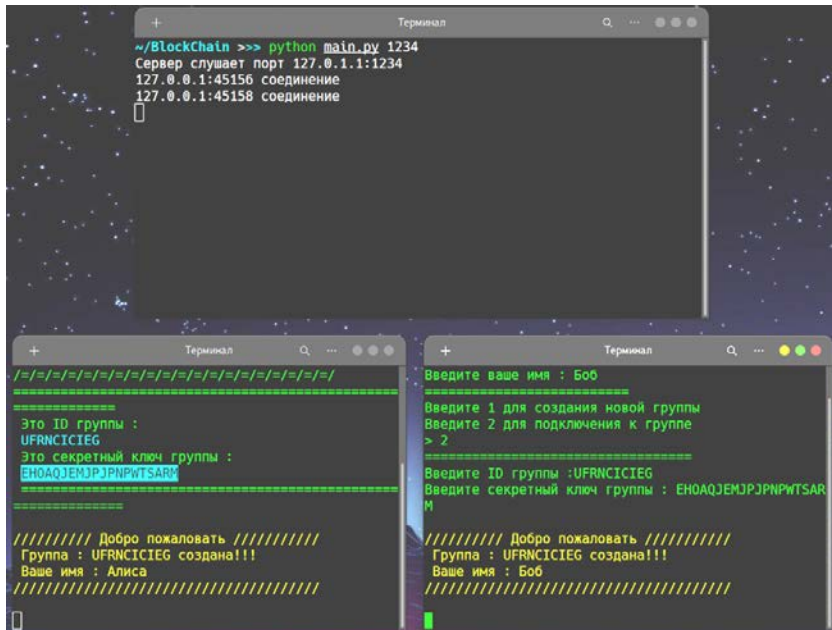 Терминал
~/BlockChain >>> python main.py 1234
Сервер слушает порт 127.0.1.1:1234
127.0.0.1:45156 соединение
127.0.0.1:45158 соединение
Терминал
/=/=/=/=/=/=/=/=/=/=/=/=/=/=/=/=/=/=/=/=/
Это ID группы :
UFRNCICIEG
Это секретный ключ группы :
EHOAQJEMJPJPNPWTSARM
////////// Добро пожаловать ///////////
Группа : UFRNCICIEG создана!!!
Ваше имя : Алиса
///////////////////////////////////////
Терминал
Введите ваше имя : Боб
==========================
Введите 1 для создания новой группы
Введите 2 для подключения к группе
> 2
==================================
Введите ID группы :UFRNCICIEG
Введите секретный ключ группы : EHOAQJEMJPJPNPWTSAR
M
////////// Добро пожаловать ///////////
Группа : UFRNCICIEG создана!!!
Ваше имя : Боб
///////////////////////////////////////